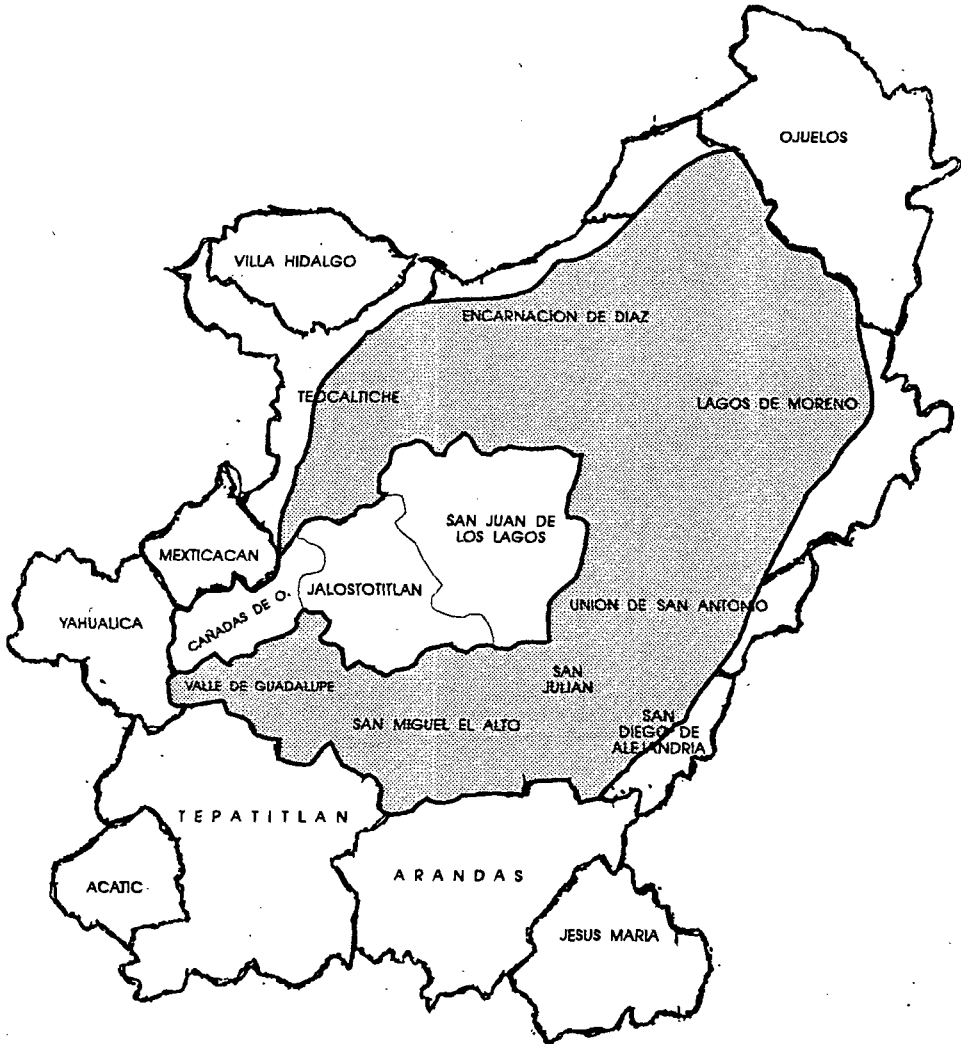 OJUELOS
VILLA HIDALGO
ENCARNACION DE DIAZ
TEOCALTICHE
LAGOS DE MORENO
SAN JUAN DE
LOS LAGOS
MEXTICACAN
JALOSTOTITLAN
CAÑADAS DE O.
YAHUALICA
UNION DE SAN ANTONIO
VALLE DE GUADALUPE
SAN
JULIAN
SAN MIGUEL EL ALTO
SAN
DIEGO DE
ALEJANDRIA
TEPATITLAN
ARANDAS
ACATIC
JESUS MARIA